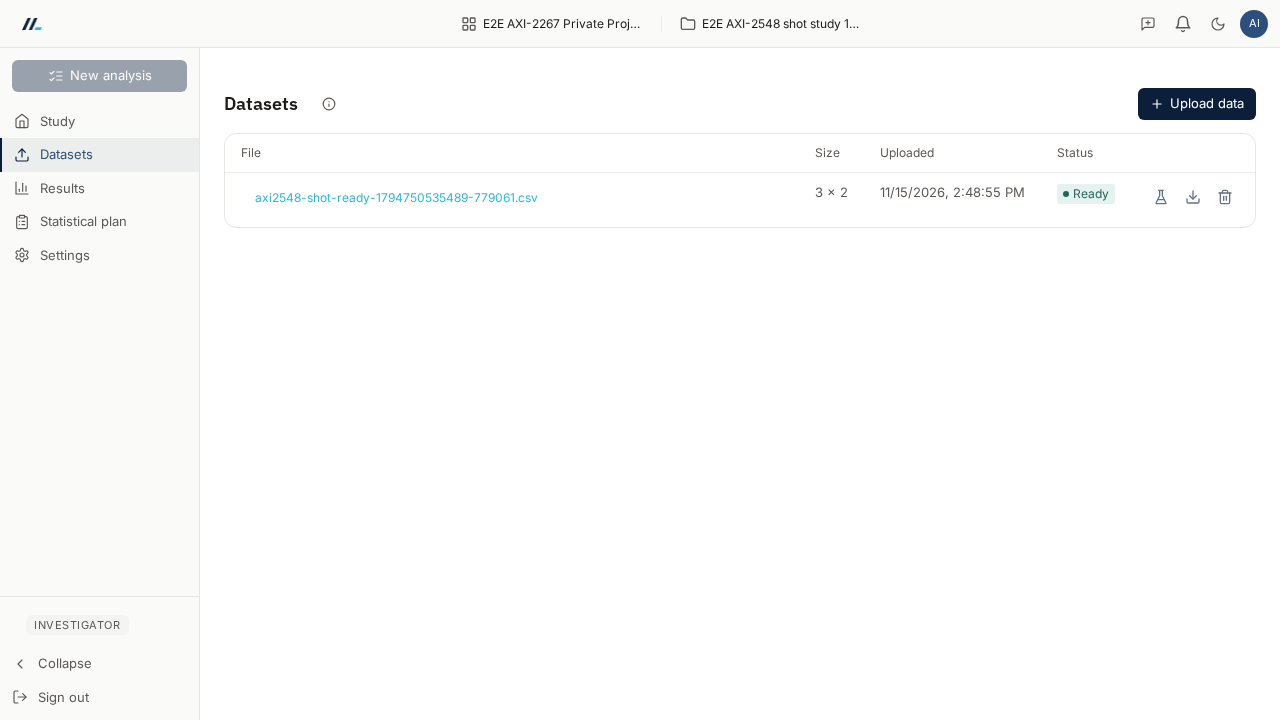 E2E AXI-2267 Private Proj...
E2E AXI-2548 shot study 1...
AI
New analysis
Study
Datasets
Results
Statistical plan
Settings
INVESTIGATOR
Collapse
Sign out
Datasets
Upload data
File Size Uploaded Status
axi2548-shot-ready-1794750535489-779061.csv 3 × 2 11/15/2026, 2:48:55 PM Ready